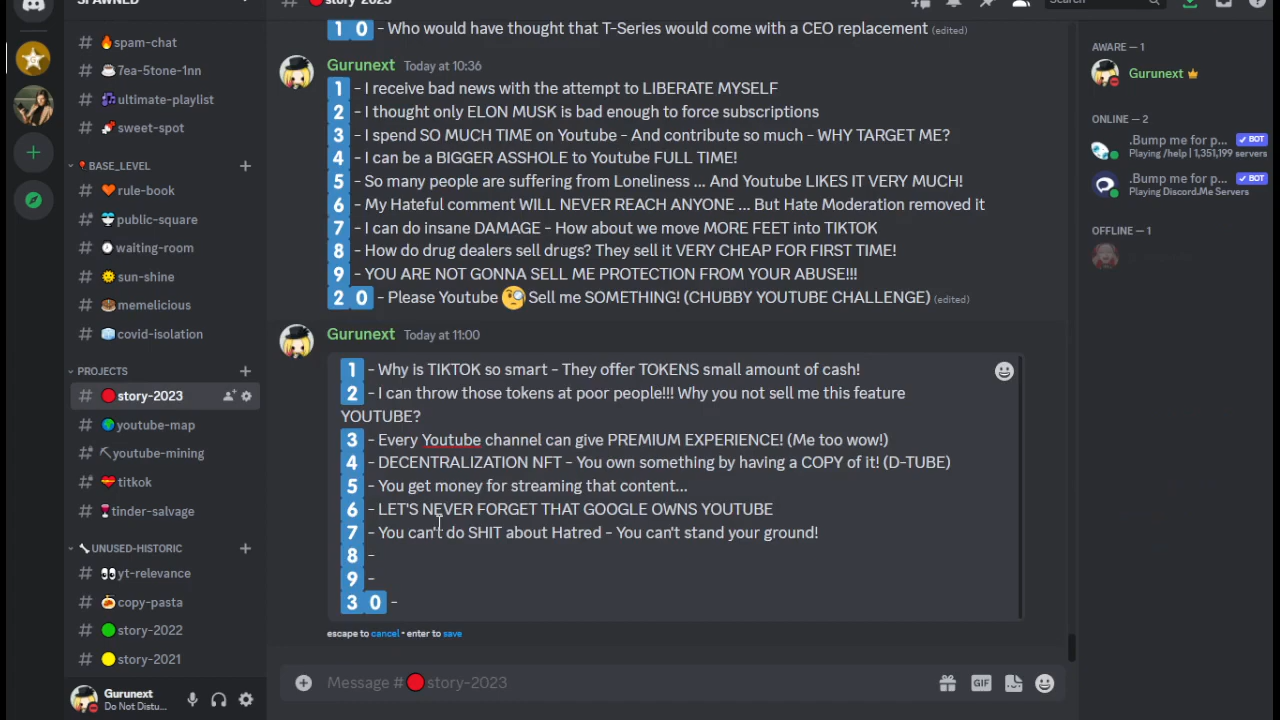 SPAWNED
story-2023
Search
🔥spam-chat
☕7ea-5tone-1nn
🎶ultimate-playlist
sweet-spot
BASE_LEVEL
🧡rule-book
public-square
waiting-room
sun-shine
memelicious
covid-isolation
PROJECTS
🔴story-2023
youtube-map
⛏youtube-mining
titkok
🍷tinder-salvage
UNUSED-HISTORIC
👀yt-relevance
copy-pasta
🟢story-2022
🟡story-2021
Gurunext
Do Not Distu...
1 0 - Who would have thought that T-Series would come with a CEO replacement (edited)
Gurunext Today at 10:36
1 - I receive bad news with the attempt to LIBERATE MYSELF
2 - I thought only ELON MUSK is bad enough to force subscriptions
3 - I spend SO MUCH TIME on Youtube - And contribute so much - WHY TARGET ME?
4 - I can be a BIGGER ASSHOLE to Youtube FULL TIME!
5 - So many people are suffering from Loneliness ... And Youtube LIKES IT VERY MUCH!
6 - My Hateful comment WILL NEVER REACH ANYONE ... But Hate Moderation removed it
7 - I can do insane DAMAGE - How about we move MORE FEET into TIKTOK
8 - How do drug dealers sell drugs? They sell it VERY CHEAP FOR FIRST TIME!
9 - YOU ARE NOT GONNA SELL ME PROTECTION FROM YOUR ABUSE!!!
2 0 - Please Youtube 🧐 Sell me SOMETHING! (CHUBBY YOUTUBE CHALLENGE) (edited)
Gurunext Today at 11:00
1 - Why is TIKTOK so smart - They offer TOKENS small amount of cash!
2 - I can throw those tokens at poor people!!! Why you not sell me this feature
YOUTUBE?
3 - Every Youtube channel can give PREMIUM EXPERIENCE! (Me too wow!)
4 - DECENTRALIZATION NFT - You own something by having a COPY of it! (D-TUBE)
5 - You get money for streaming that content...
6 - LET'S NEVER FORGET THAT GOOGLE OWNS YOUTUBE
7 - You can't do SHIT about Hatred - You can't stand your ground!
8 -
9 -
3 0 -
escape to cancel • enter to save
Message #🔴story-2023
GIF
AWARE — 1
Gurunext
ONLINE — 2
.Bump me for p... ✓ BOT
Playing /help | 1,351,199 servers
.Bump me for p... ✓ BOT
Playing Discord.Me Servers
OFFLINE — 1